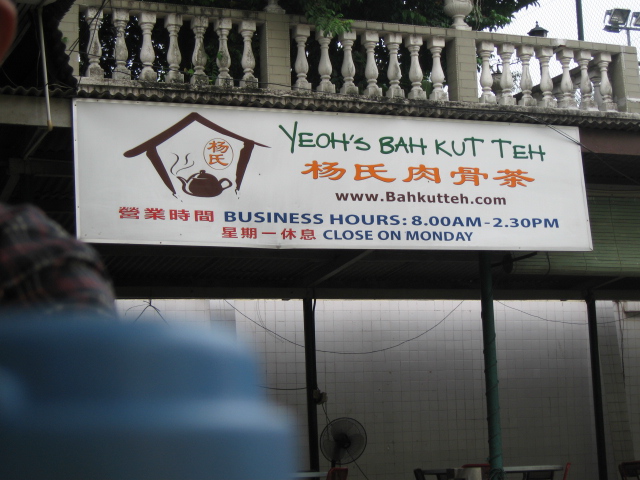 杨氏
YEOH'S BAH KUT TEH
杨氏肉骨茶
www.Bahkutteh.com
營業時間 BUSINESS HOURS: 8.00AM-2.30PM
星期一休息 CLOSE ON MONDAY